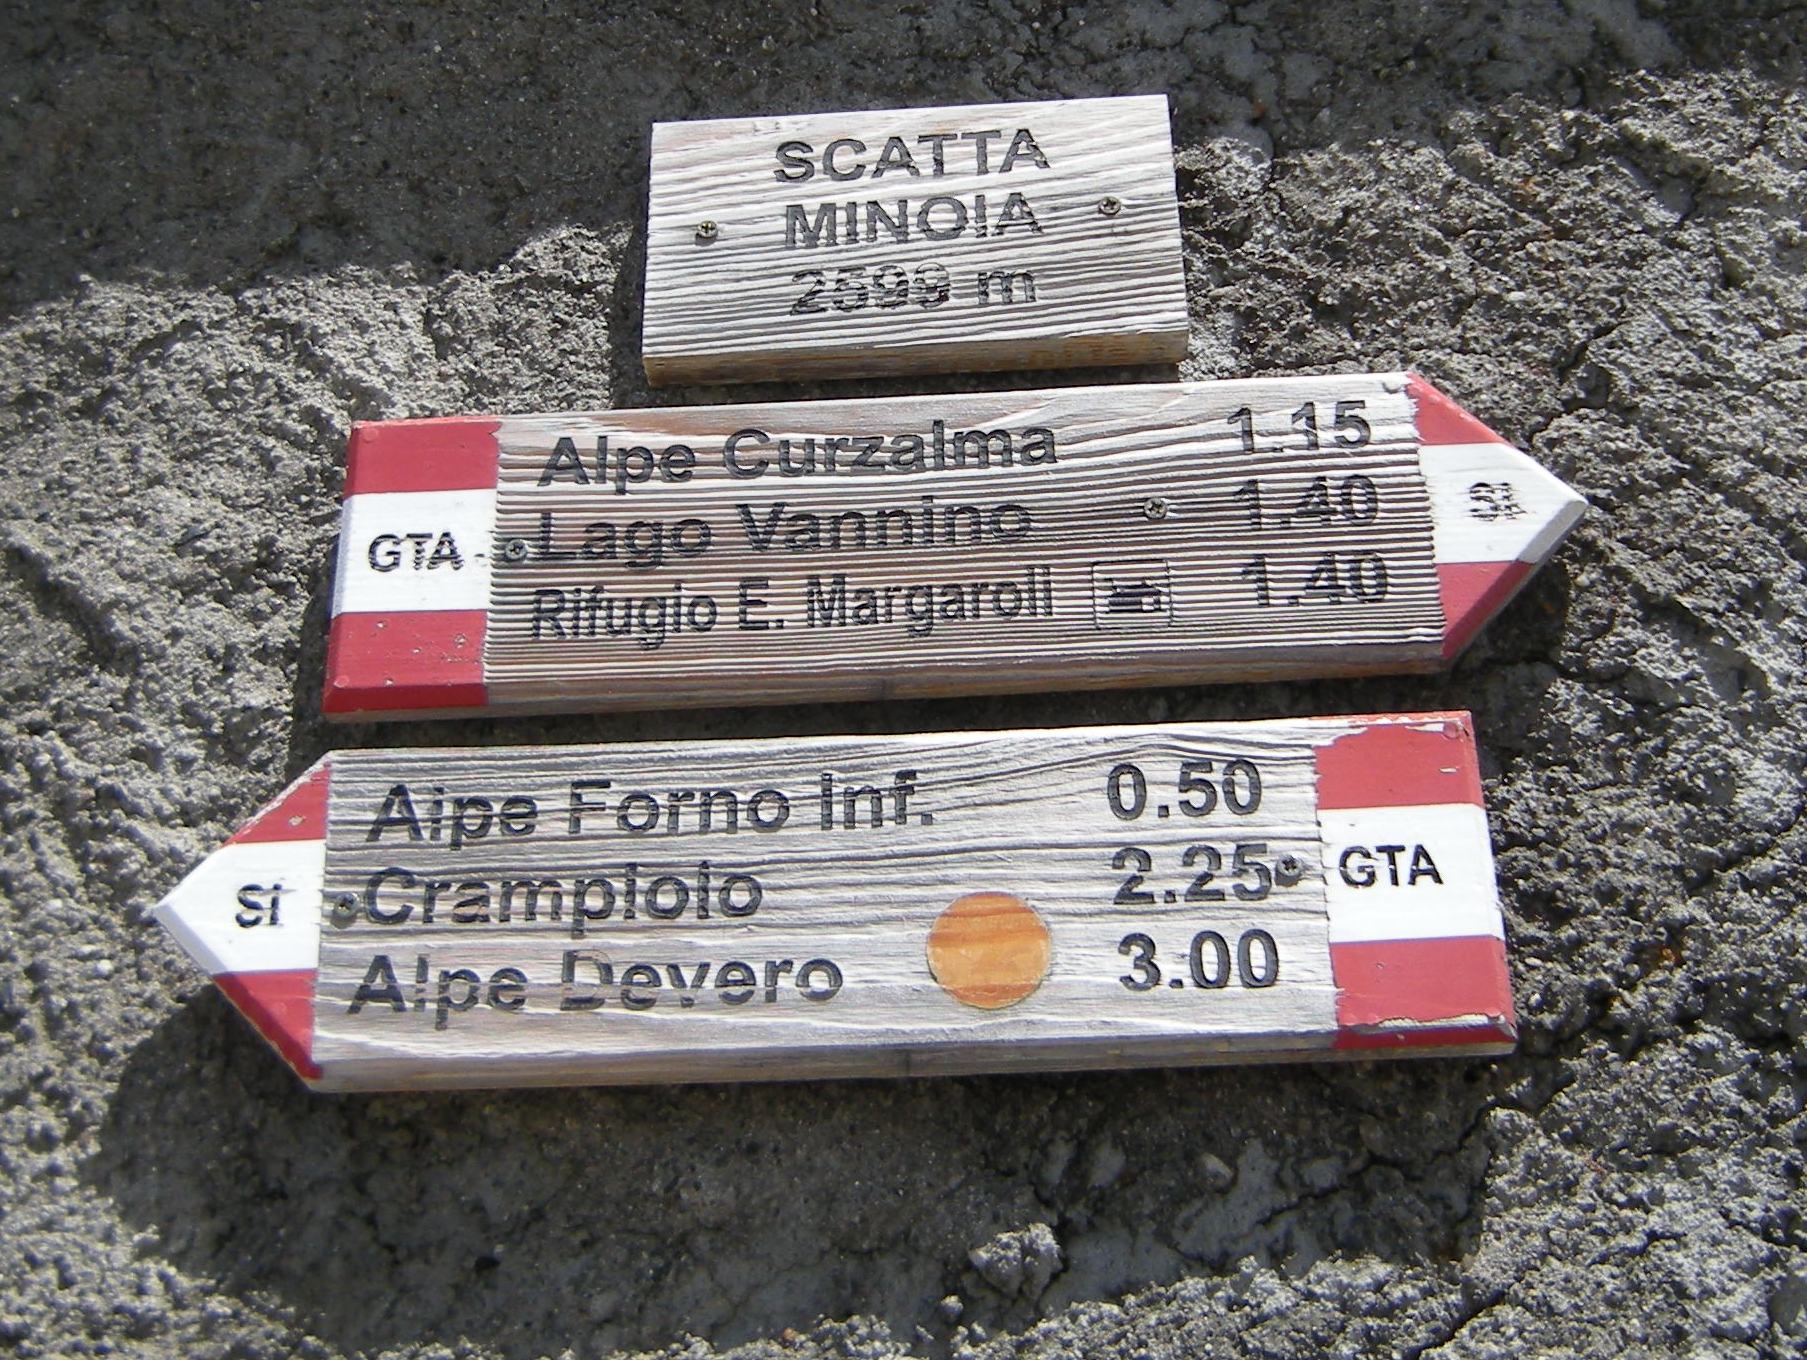 SCATTA
MINOIA
2599 m
Alpe Curzalma 1.15
GTA Lago Vannino 1.40 SI
Rifugio E. Margaroli 1.40
Alpe Forno Inf. 0.50
SI Crampiolo 2.25 GTA
Alpe Devero 3.00